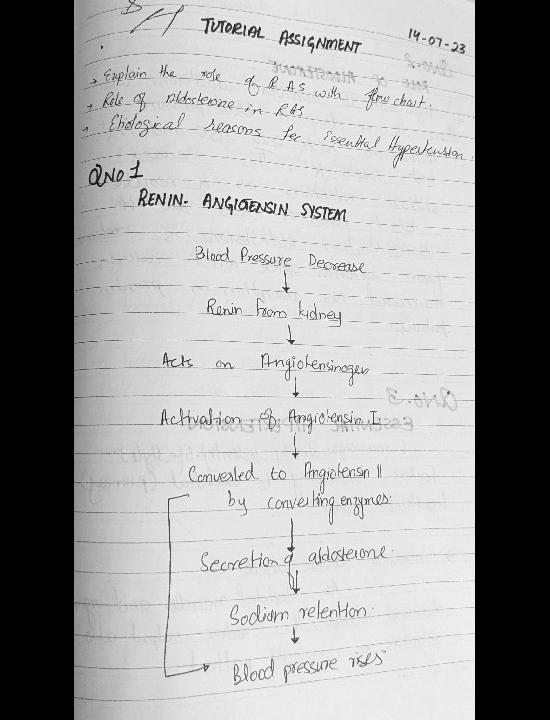 TUTORIAL ASSIGNMENT
14-07-23
→ Explain the role of RAS with flow chart.
→ Role of Aldosterone in RAS
→ Etiological reasons for Essential Hypertension.
QNO 1
RENIN- ANGIOTENSIN SYSTEM
Blood Pressure Decrease
↓
Renin from kidney
↓
Acts on Angiotensinogen
↓
Activation of Angiotensin I
↓
Converted to Angiotensin II
by converting enzymes.
↓
Secretion of aldosterone.
↓
Sodium retention.
↓
Blood pressure rises